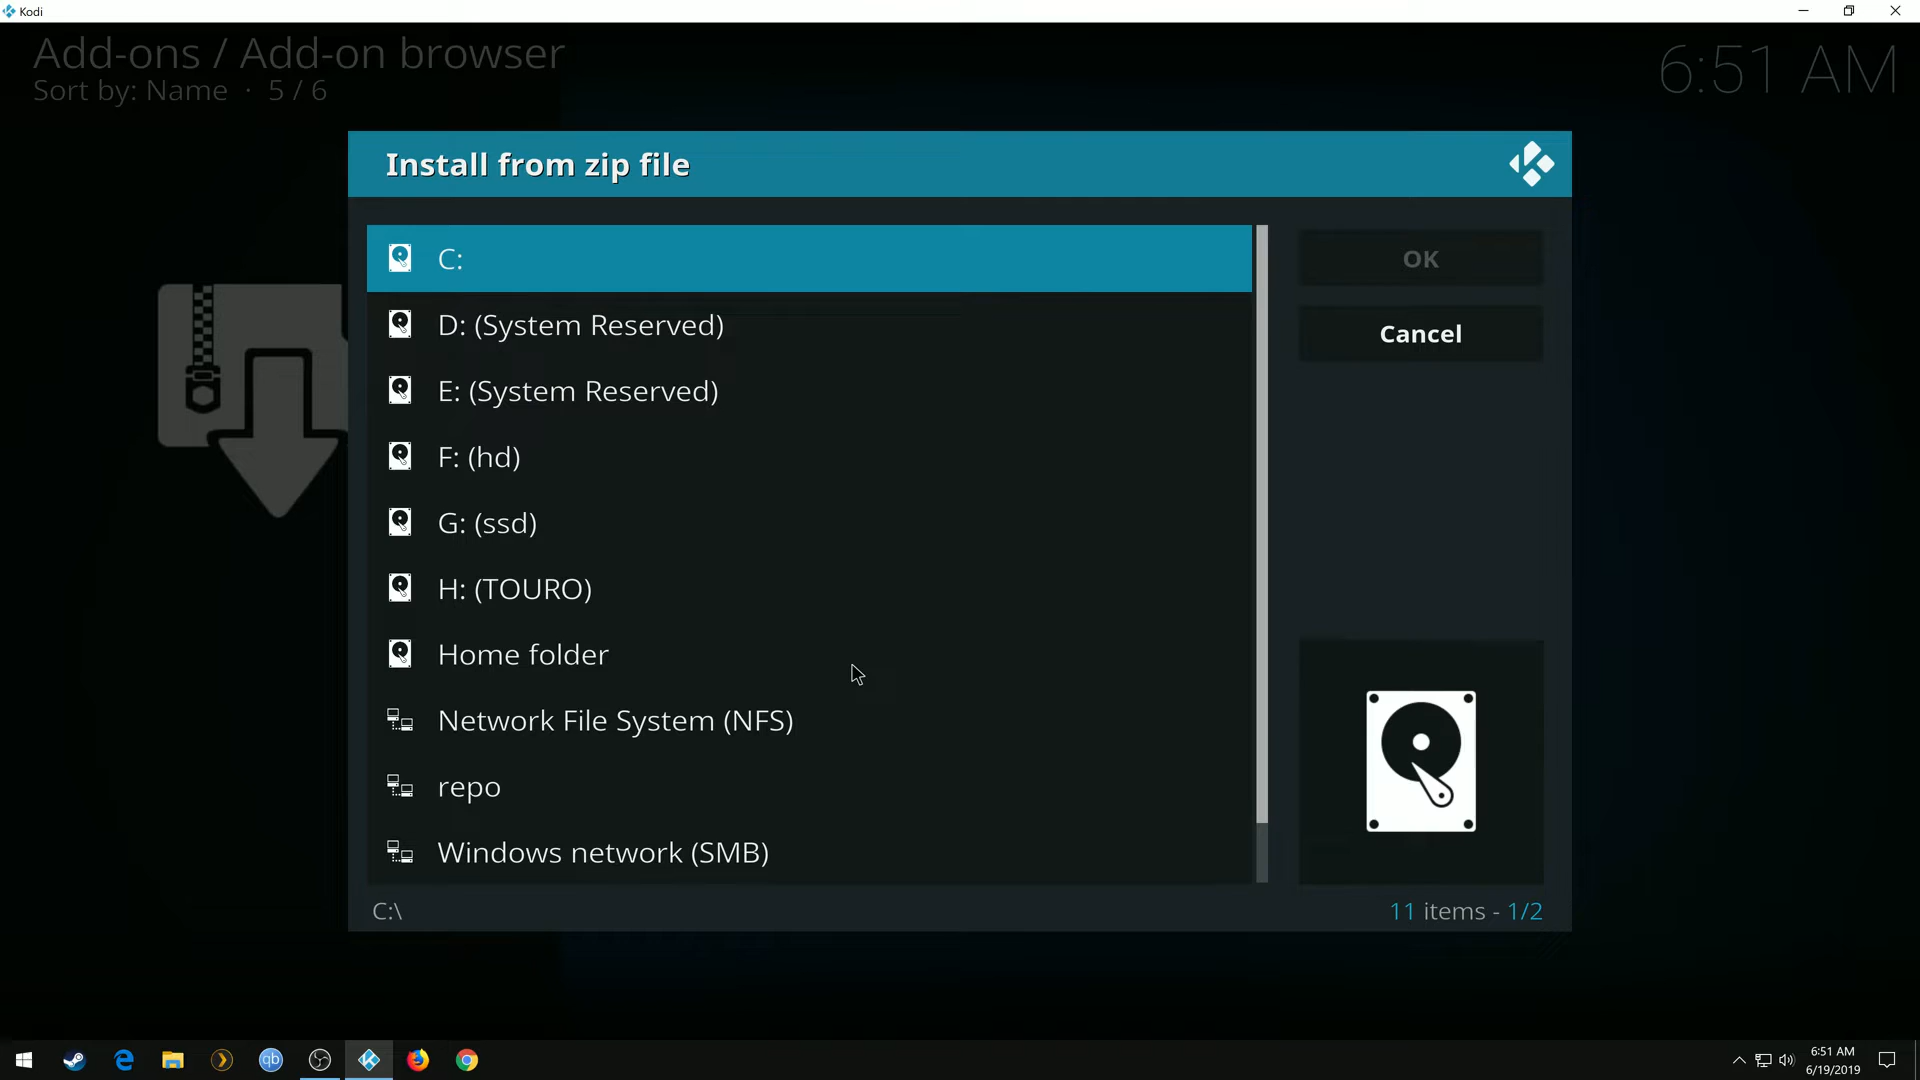 Kodi
Add-ons / Add-on browser
Sort by: Name · 5 / 6
6:51 AM
Install from zip file
C:
D: (System Reserved)
E: (System Reserved)
F: (hd)
G: (ssd)
H: (TOURO)
Home folder
Network File System (NFS)
repo
Windows network (SMB)
OK
Cancel
C:\
11 items - 1/2
qb
6:51 AM
6/19/2019